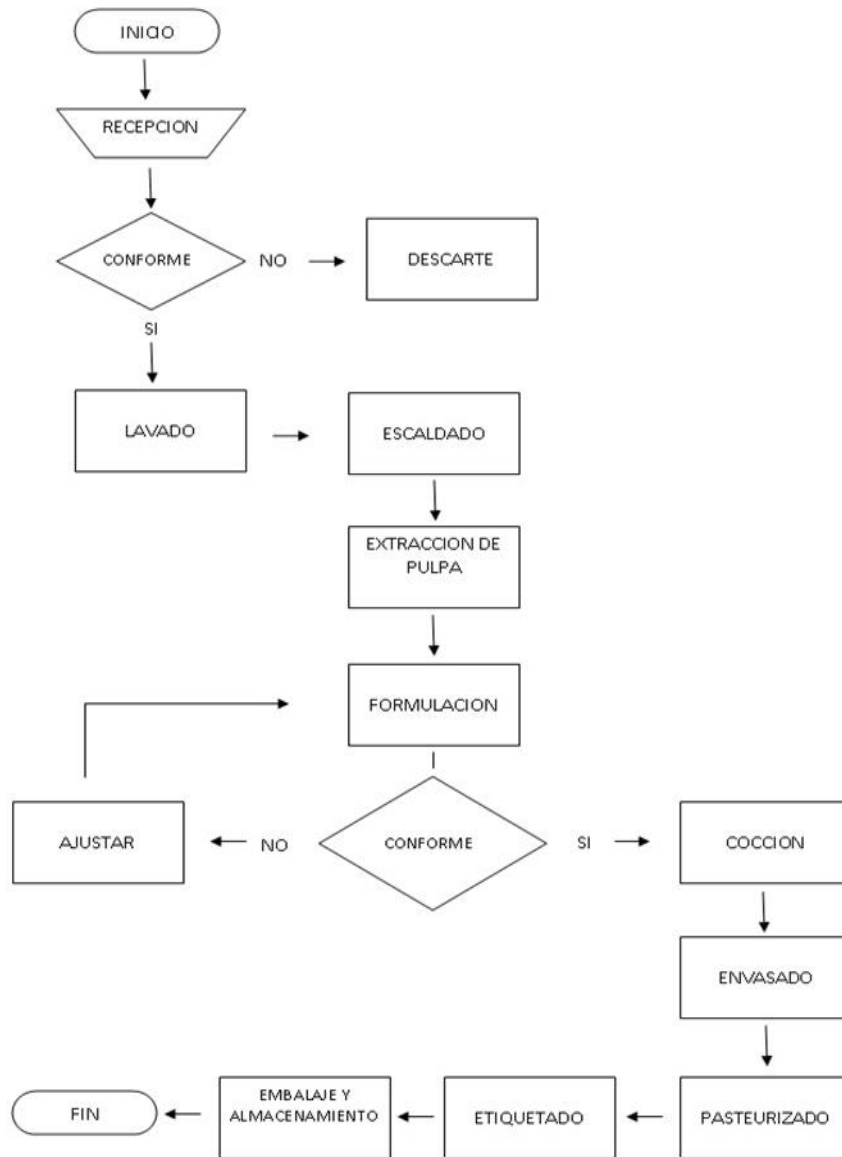 INICIO
RECEPCION
CONFORME
NO
DESCARTE
SI
LAVADO
ESCALDADO
EXTRACCION DE
PULPA
FORMULACION
AJUSTAR
NO
CONFORME
SI
COCCION
ENVASADO
FIN
EMBALAJE Y
ALMACENAMIENTO
ETIQUETADO
PASTEURIZADO